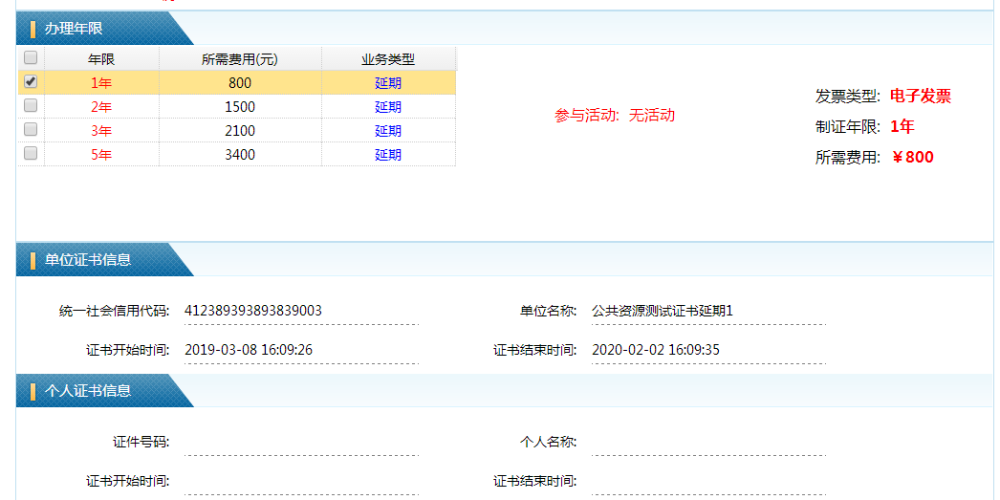 办理年限
年限 所需费用(元) 业务类型
1年 800 延期
2年 1500 延期
3年 2100 延期
5年 3400 延期
参与活动: 无活动
发票类型: 电子发票
制证年限: 1年
所需费用: ￥800
单位证书信息
统一社会信用代码: 412389393893839003 单位名称: 公共资源测试证书延期1
证书开始时间: 2019-03-08 16:09:26 证书结束时间: 2020-02-02 16:09:35
个人证书信息
证件号码: 个人名称:
证书开始时间: 证书结束时间: